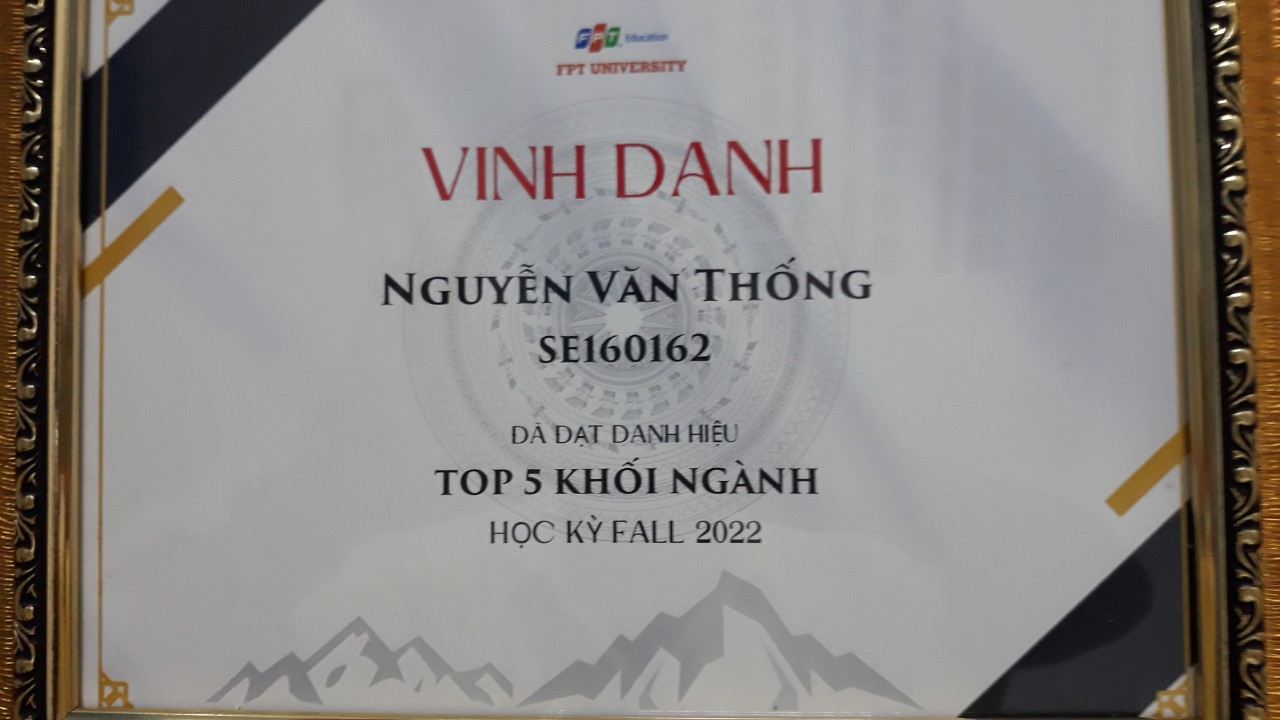 FPT Education
FPT UNIVERSITY
VINH DANH
NGUYỄN VĂN THỐNG
SE160162
ĐÃ ĐẠT DANH HIỆU
TOP 5 KHỐI NGÀNH
HỌC KỲ FALL 2022